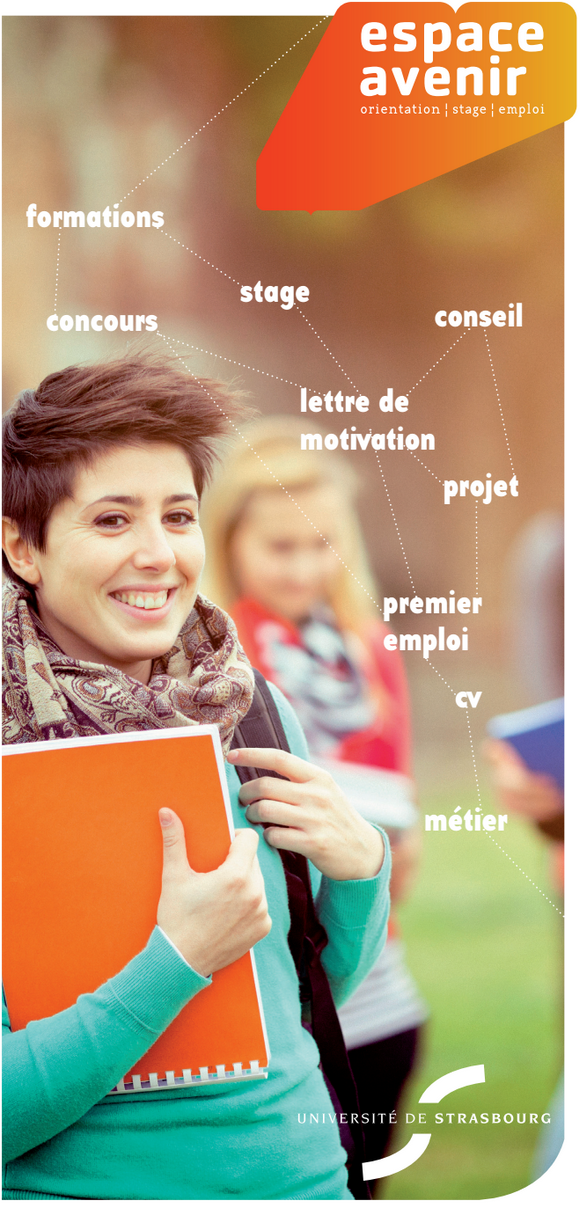 espace
avenir
orientation ¦ stage ¦ emploi
formations
stage
concours
conseil
lettre de
motivation
projet
premier
emploi
cv
métier
UNIVERSITÉ DE STRASBOURG